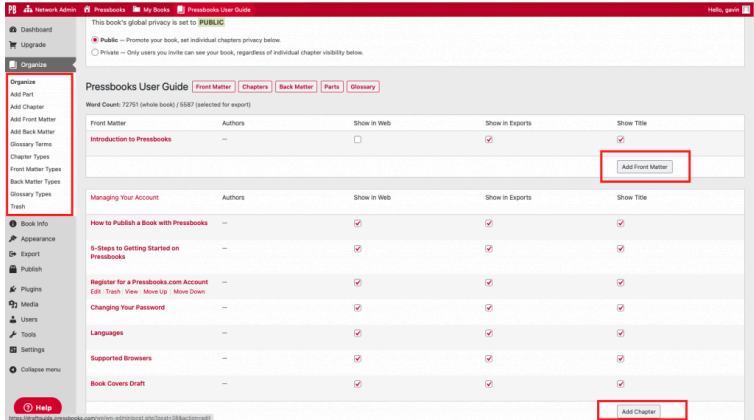 PB Network Admin Pressbooks My Books Pressbooks User Guide Hello, gavin
Dashboard
Upgrade
Organize
Organize
Add Part
Add Chapter
Add Front Matter
Add Back Matter
Glossary Terms
Chapter Types
Front Matter Types
Back Matter Types
Glossary Types
Trash
Book Info
Appearance
Export
Publish
Plugins
Media
Users
Tools
Settings
Collapse menu
Help
This book's global privacy is set to PUBLIC
Public — Promote your book, set individual chapters privacy below.
Private — Only users you invite can see your book, regardless of individual chapter visibility below.
Pressbooks User Guide Front Matter Chapters Back Matter Parts Glossary
Word Count: 72751 (whole book) / 5587 (selected for export)
Front Matter Authors Show in Web Show in Exports Show Title
Introduction to Pressbooks —
Add Front Matter
Managing Your Account Authors Show in Web Show in Exports Show Title
How to Publish a Book with Pressbooks —
5-Steps to Getting Started on —
Pressbooks
Register for a Pressbooks.com Account —
Edit | Trash | View | Move Up | Move Down
Changing Your Password —
Languages —
Supported Browsers —
Book Covers Draft —
Add Chapter